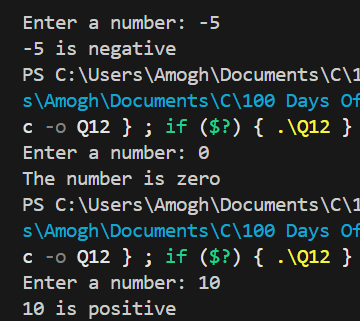 Enter a number: -5
-5 is negative
PS C:\Users\Amogh\Documents\C\1
s\Amogh\Documents\C\100 Days Of
c -o Q12 } ; if ($?) { .\Q12 }
Enter a number: 0
The number is zero
PS C:\Users\Amogh\Documents\C\1
s\Amogh\Documents\C\100 Days Of
c -o Q12 } ; if ($?) { .\Q12 }
Enter a number: 10
10 is positive